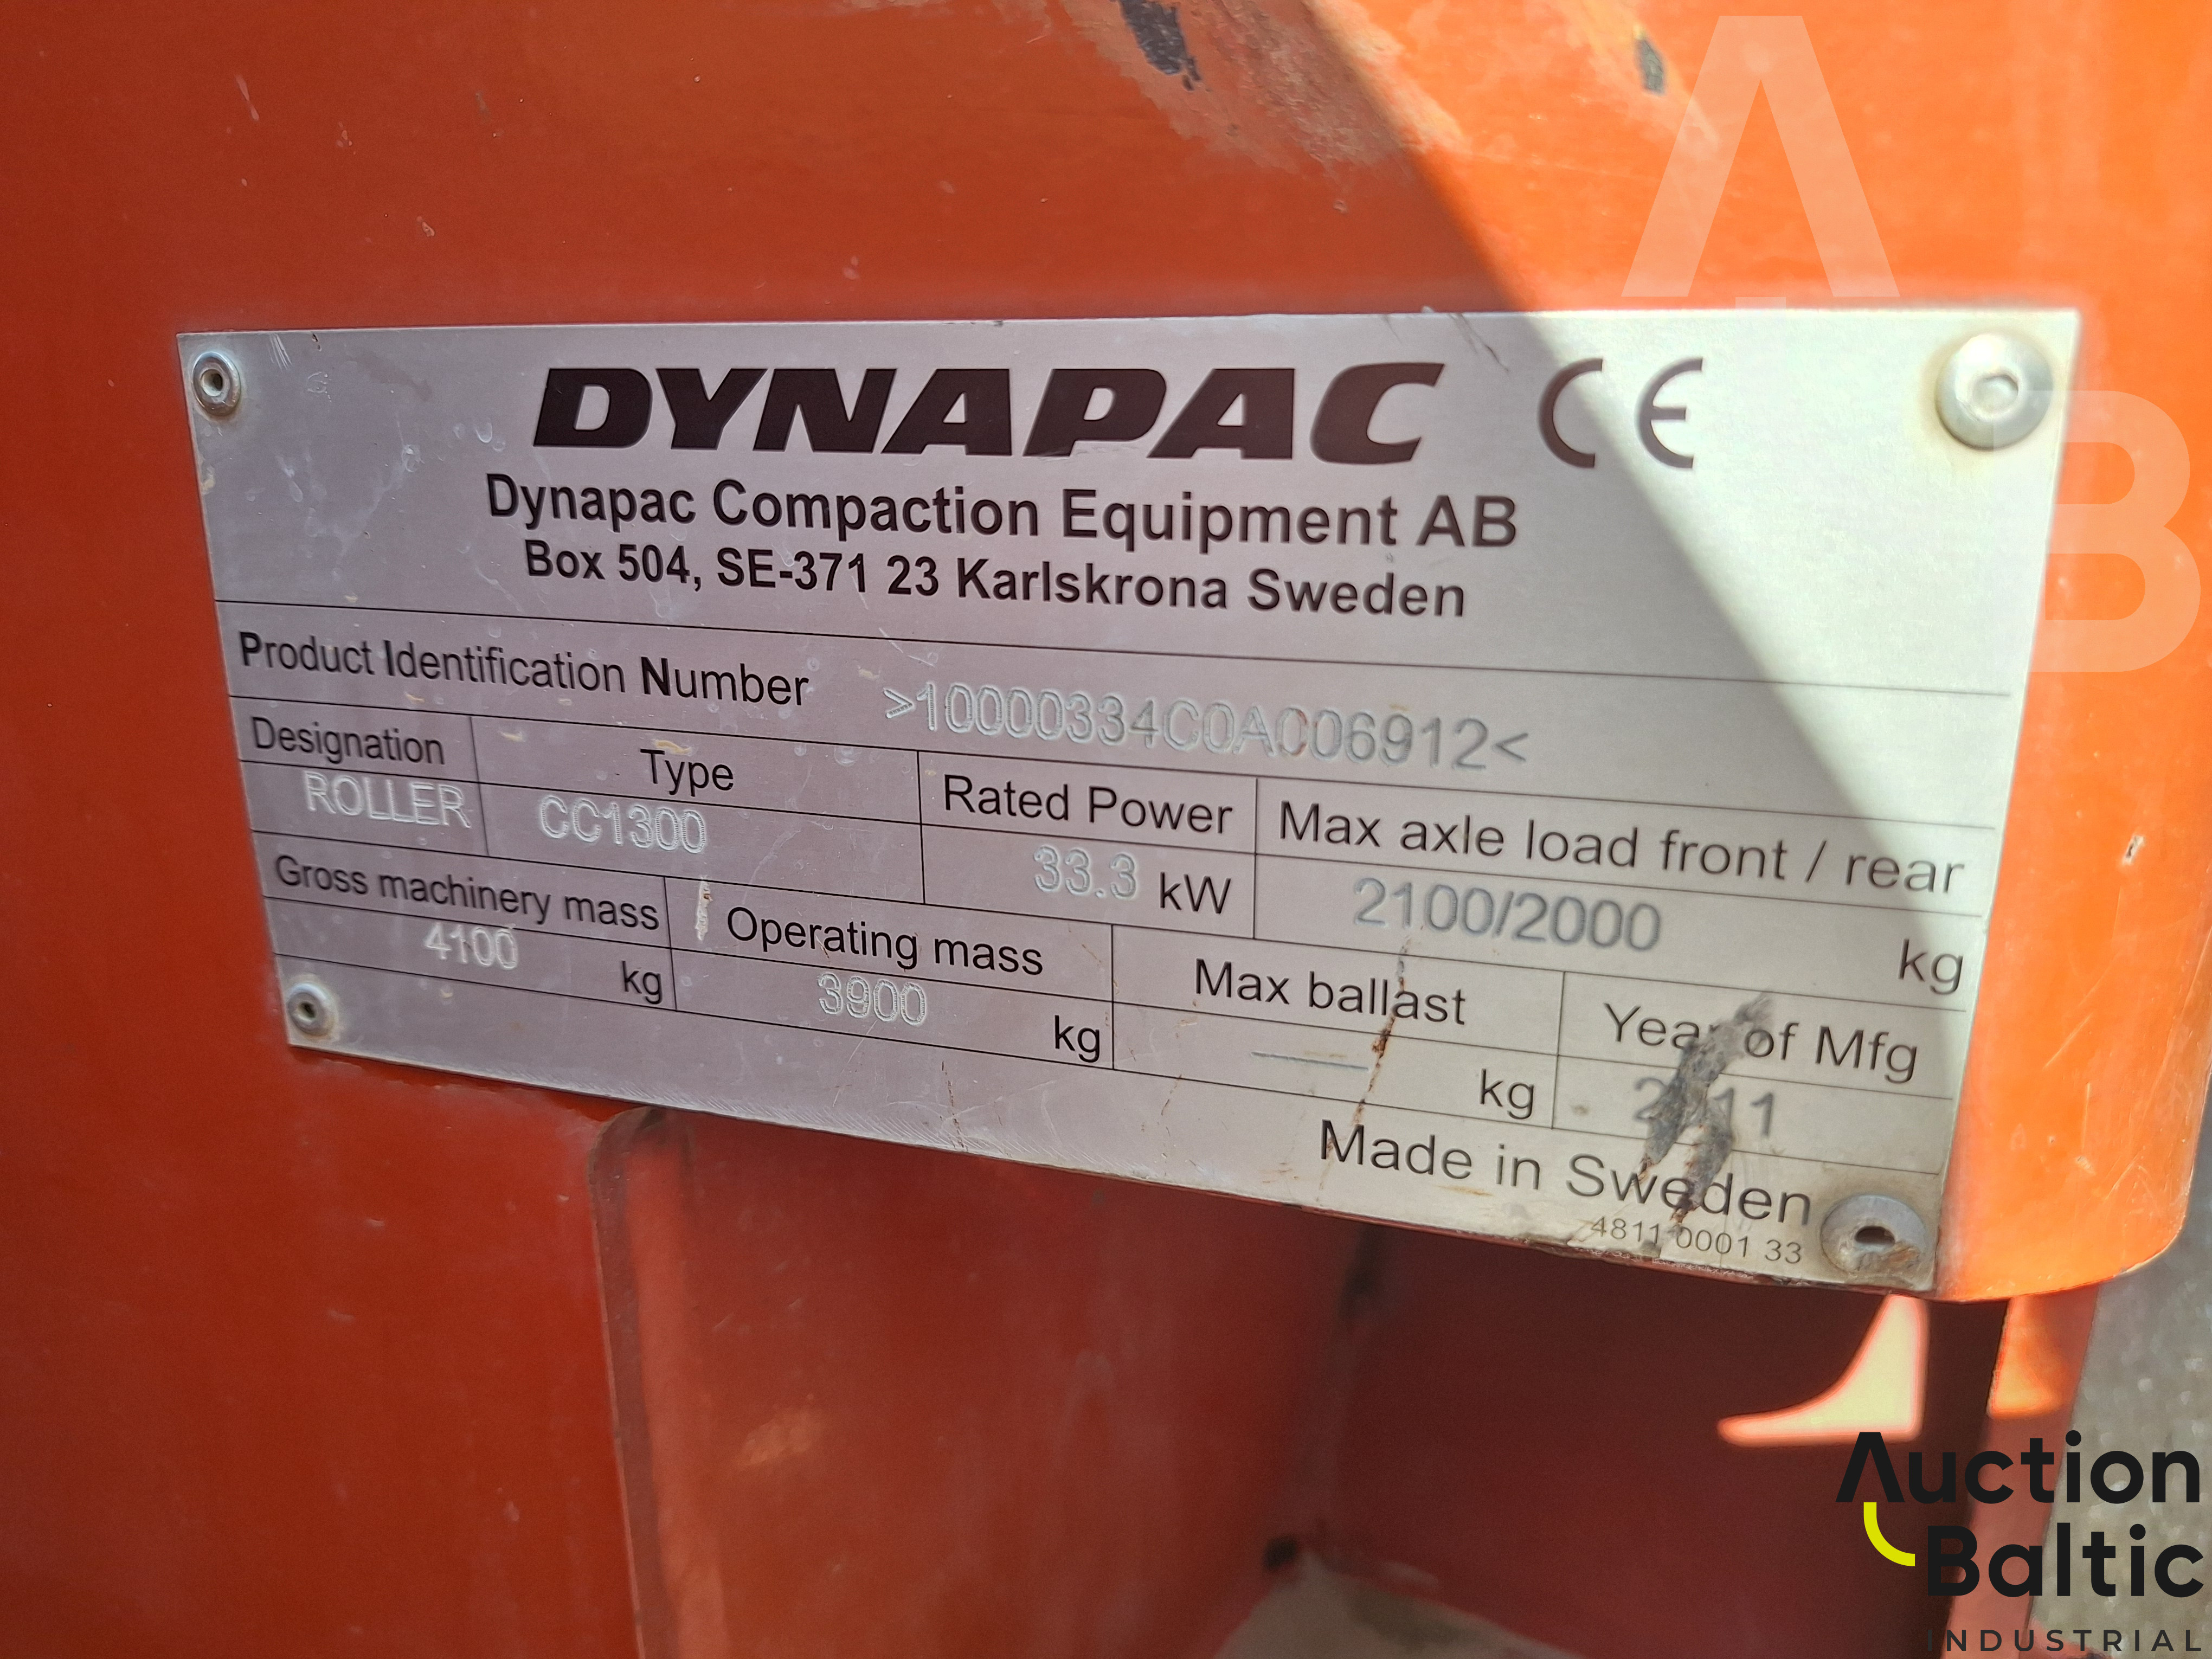 DYNAPAC CE
Dynapac Compaction Equipment AB
Box 504, SE-371 23 Karlskrona Sweden
Product Identification Number >10000334C0A006912<
Designation Type Rated Power Max axle load front / rear
ROLLER CC1300 33.3 kW 2100/2000 kg
Gross machinery mass Operating mass Max ballast Year of Mfg
4100 kg 3900 kg — kg
Made in Sweden
4811 0001 33
A
B
Auction
Baltic
INDUSTRIAL